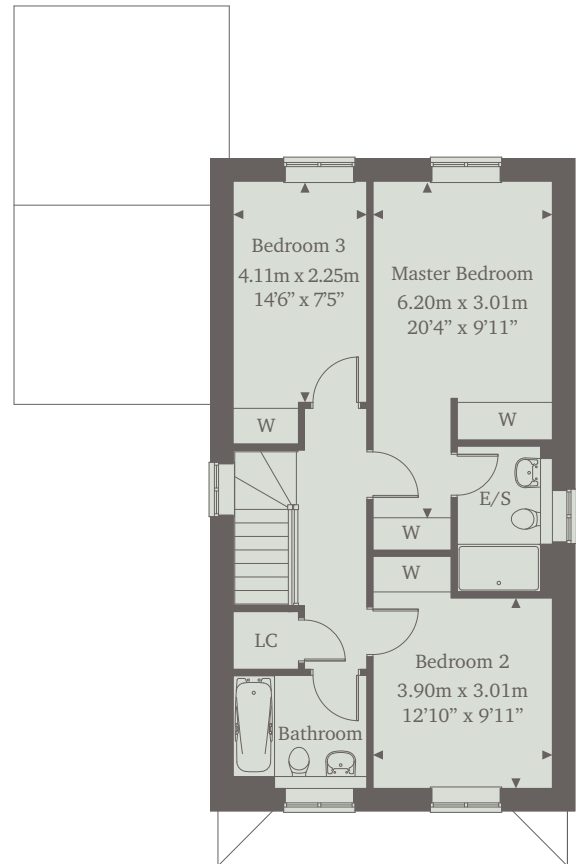 Bedroom 3
4.11m x 2.25m
14’6” x 7’5”
Master Bedroom
6.20m x 3.01m
20’4” x 9’11”
W
W
E/S
W
W
LC
Bedroom 2
3.90m x 3.01m
12’10” x 9’11”
Bathroom